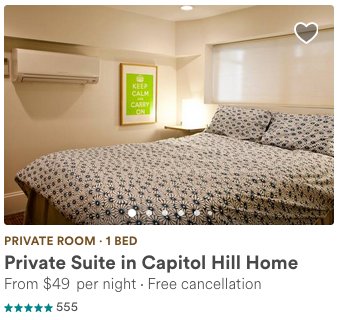 KEEP
CALM
AND
CARRY
ON
PRIVATE ROOM · 1 BED
Private Suite in Capitol Hill Home
From $49 per night · Free cancellation
555